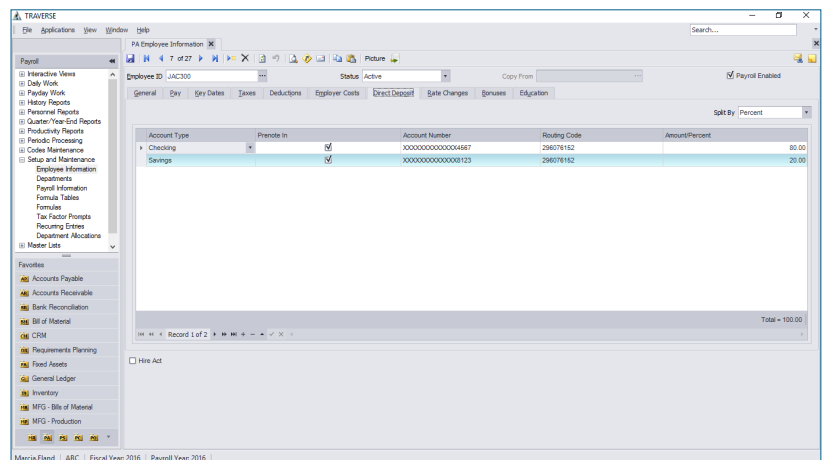 TRAVERSE
File Applications View Window Help
Search...
PA Employee Information
7 of 27
Picture
Payroll
Employee ID JAC300 Status Active Copy From Payroll Enabled
Interactive Views
Daily Work
Payday Work
History Reports
Personnel Reports
Quarter/Year-End Reports
Productivity Reports
Periodic Processing
Codes Maintenance
Setup and Maintenance
Employee Information
Departments
Payroll Information
Formula Tables
Formulas
Tax Factor Prompts
Recurring Entries
Department Allocations
Master Lists
General Pay Key Dates Taxes Deductions Employer Costs Direct Deposit Rate Changes Bonuses Education
Split By Percent
Account Type Prenote In Account Number Routing Code Amount/Percent
Checking XXXXXXXXXXXXX4567 296076152 80.00
Savings XXXXXXXXXXXXX8123 296076152 20.00
Total = 100.00
Record 1 of 2
Hire Act
Favorites
Accounts Payable
Accounts Receivable
Bank Reconciliation
Bill of Material
CRM
Requirements Planning
Fixed Assets
General Ledger
Inventory
MFG - Bills of Material
MFG - Production
Marcia Eland ABC Fiscal Year: 2016 Payroll Year: 2016